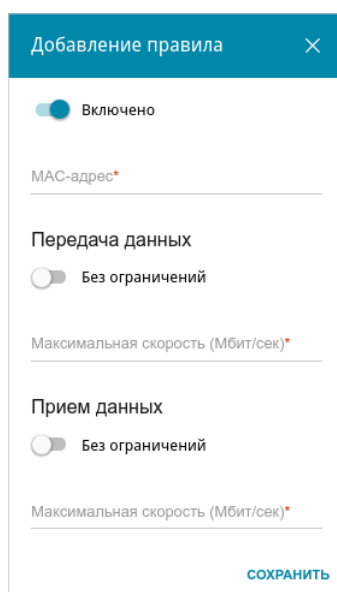 Добавление правила
Включено
MAC-адрес*
Передача данных
Без ограничений
Максимальная скорость (Мбит/сек)*
Прием данных
Без ограничений
Максимальная скорость (Мбит/сек)*
СОХРАНИТЬ